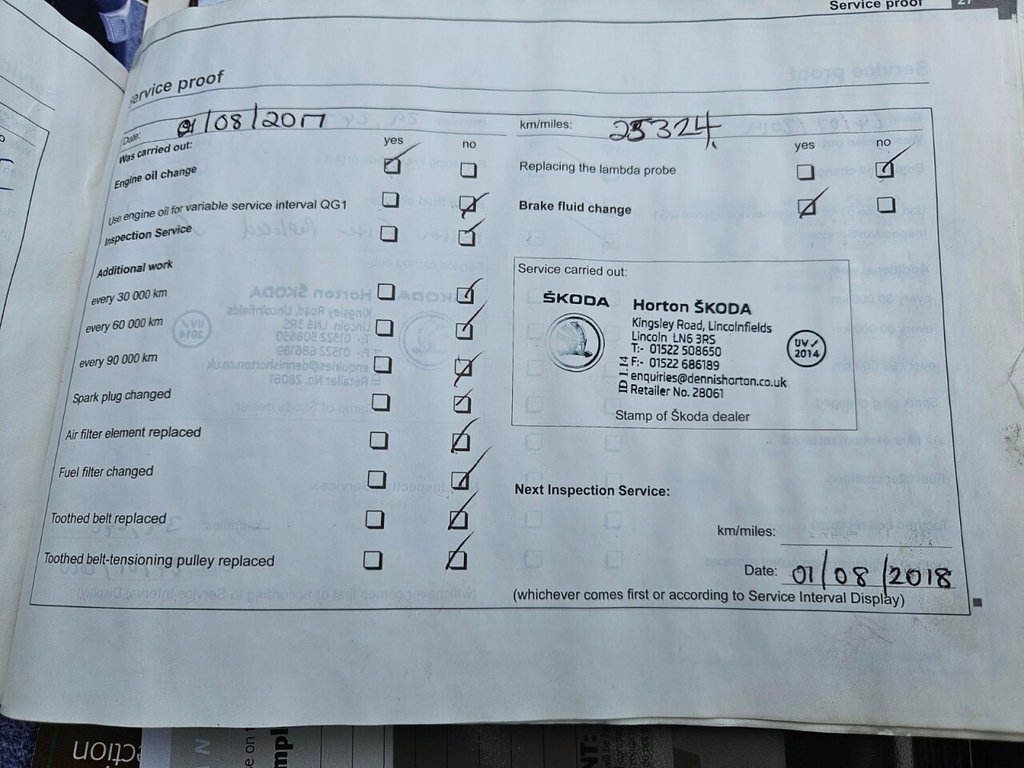 Service proof 27
Service proof
Date: 01/08/2017
km/miles: 25324
Was carried out: yes no
Engine oil change
Use engine oil for variable service interval QG1
Inspection Service
Additional work
every 30 000 km
every 60 000 km
every 90 000 km
Spark plug changed
Air filter element replaced
Fuel filter changed
Toothed belt replaced
Toothed belt-tensioning pulley replaced
yes no
Replacing the lambda probe
Brake fluid change
Service carried out:
ŠKODA
Horton ŠKODA
Kingsley Road, Lincolnfields
Lincoln LN6 3RS
T:- 01522 508650
F:- 01522 686189
enquiries@dennishorton.co.uk
Retailer No. 28061
UV✓
2014
Stamp of Škoda dealer
Next Inspection Service:
km/miles:
Date: 01/08/2018
(whichever comes first or according to Service Interval Display)